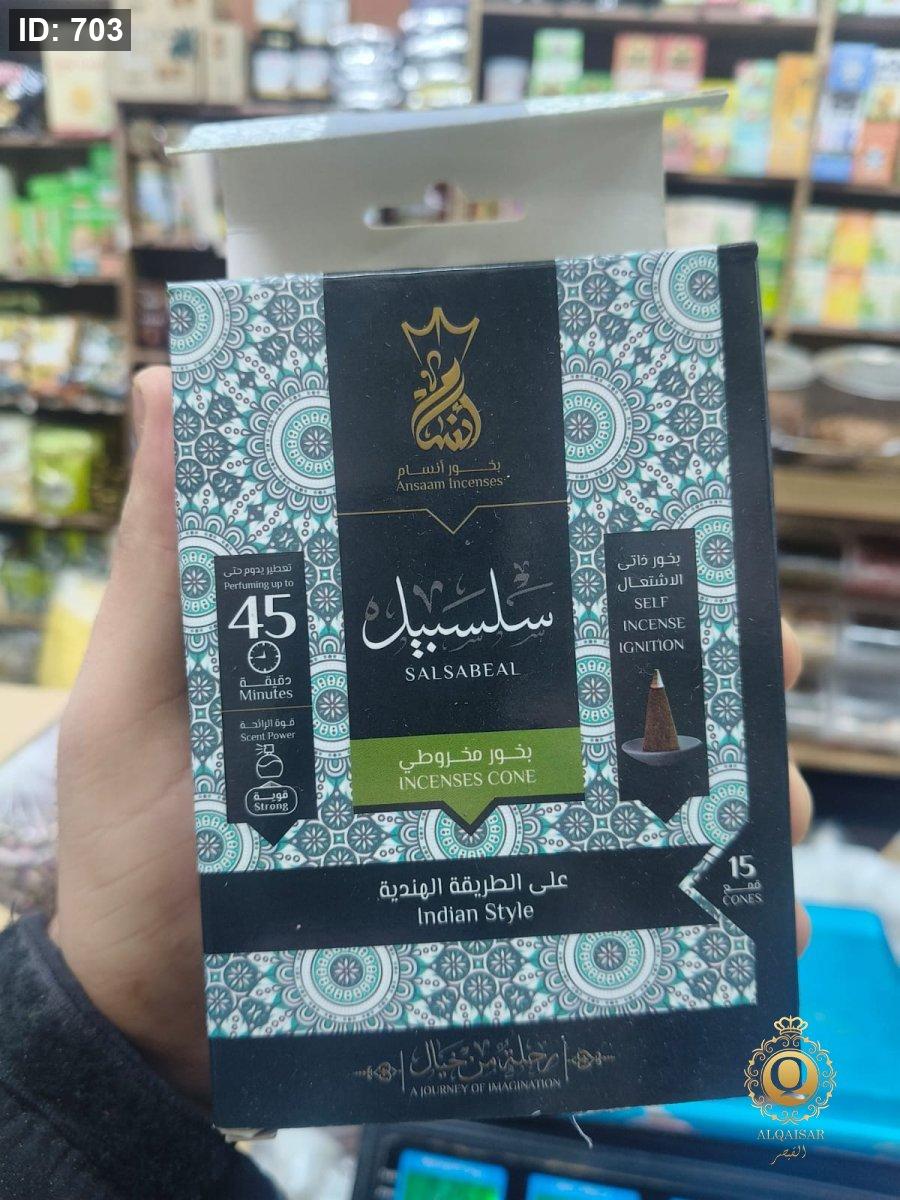 ID: 703
أنسام
بخور أنسام
Ansaam Incenses
تعطير يدوم حتى
Perfuming up to
45
دقيقة
Minutes
قوة الرائحة
Scent Power
قوية
Strong
سلسبيل
SALSABEAL
بخور مخروطي
INCENSES CONE
بخور ذاتى
الاشتعال
SELF
INCENSE
IGNITION
على الطريقة الهندية
Indian Style
15
قمع
CONES
رحلة من خيال
A JOURNEY OF IMAGINATION
Q
ALQAISAR
القيصر